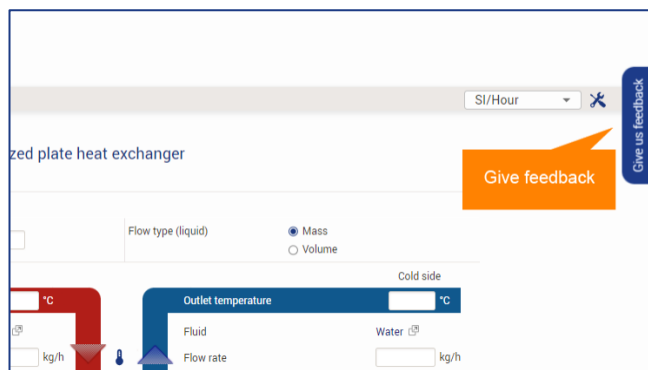 SI/Hour
Give us feedback
zed plate heat exchanger
Give feedback
Flow type (liquid)
Mass
Volume
Cold side
°C
Outlet temperature
°C
Fluid
Water
kg/h
Flow rate
kg/h